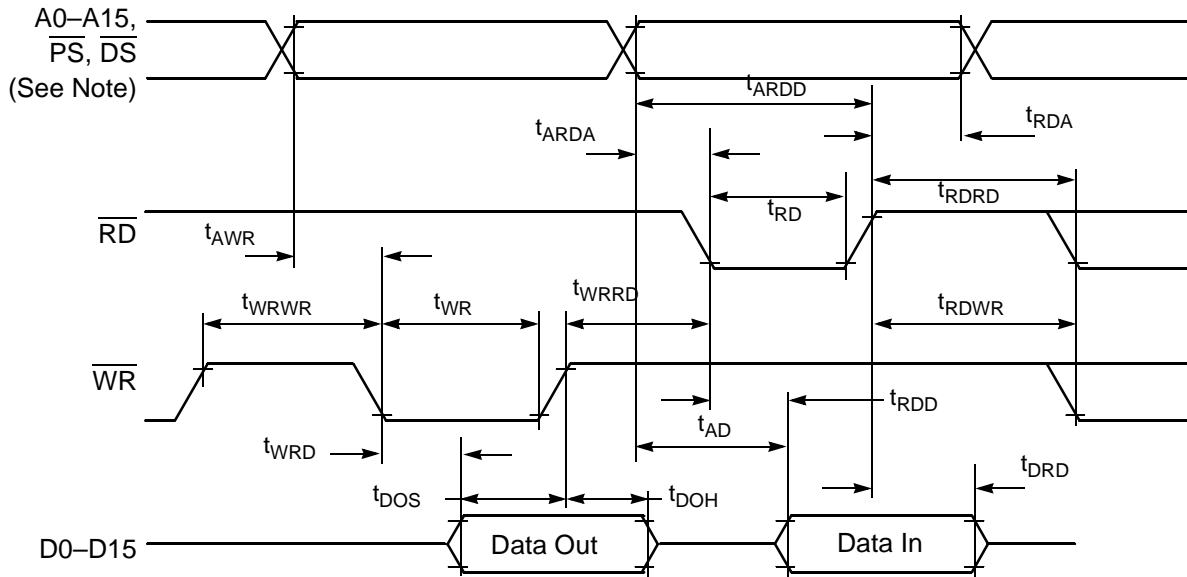 A0–A15,
PS, DS
(See Note)
tARDD
tARDA
tRDA
tRD
tRDRD
RD
tAWR
tWRWR
tWR
tWRRD
tRDWR
WR
tRDD
tAD
tWRD
tDRD
tDOS
tDOH
D0–D15
Data Out
Data In